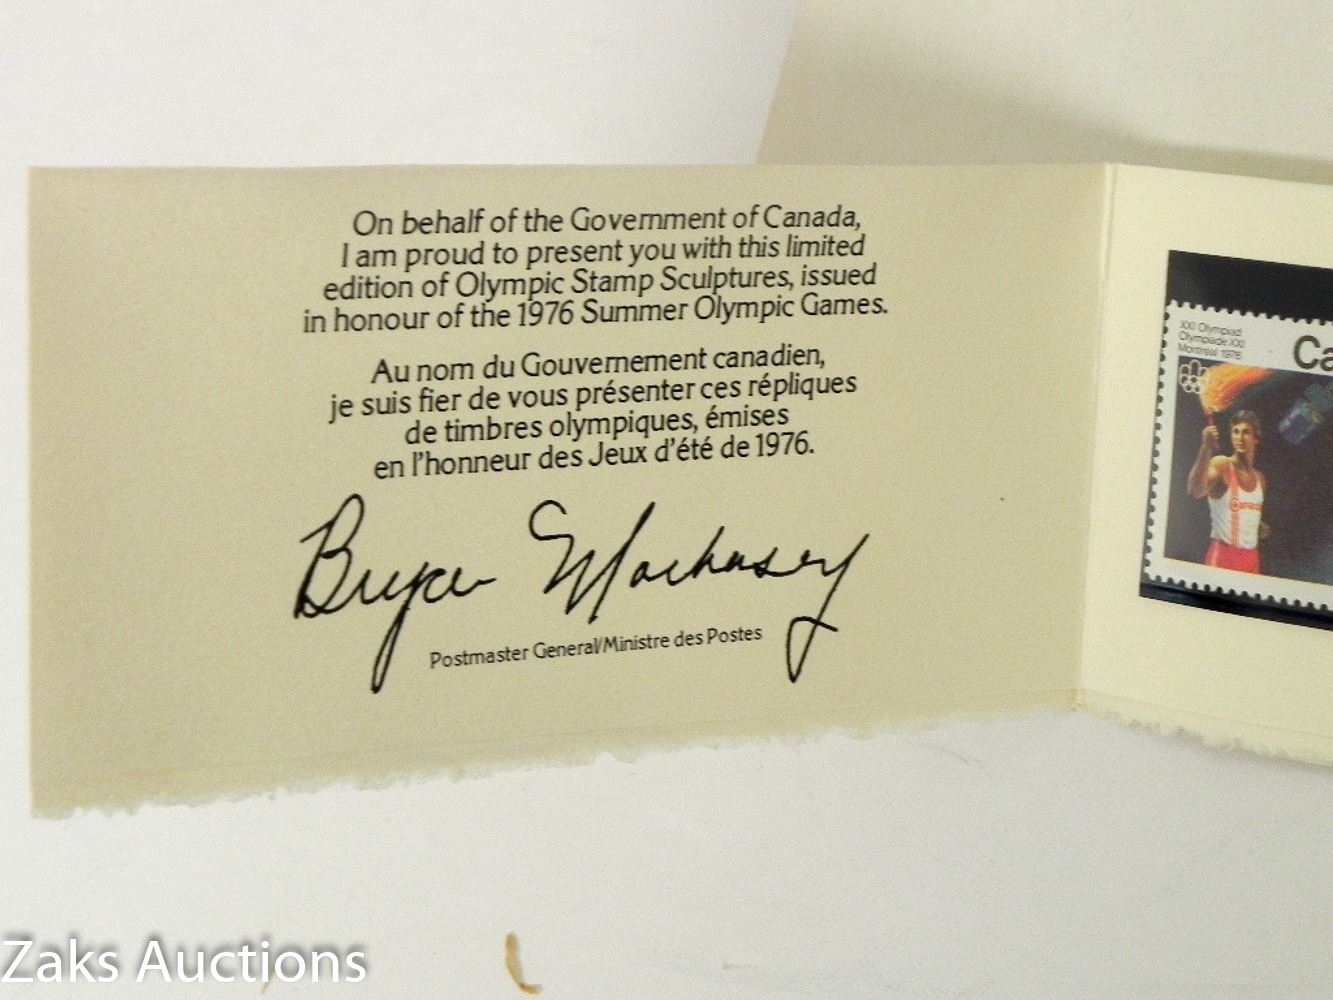 On behalf of the Government of Canada,
I am proud to present you with this limited
edition of Olympic Stamp Sculptures, issued
in honour of the 1976 Summer Olympic Games.
Au nom du Gouvernement canadien,
je suis fier de vous présenter ces répliques
de timbres olympiques, émises
en l'honneur des Jeux d'été de 1976.
Bryce Mackasey
Postmaster General/Ministre des Postes
XXI Olympiad
Olympiade XXI
Montréal 1976
Ca
Zaks Auctions